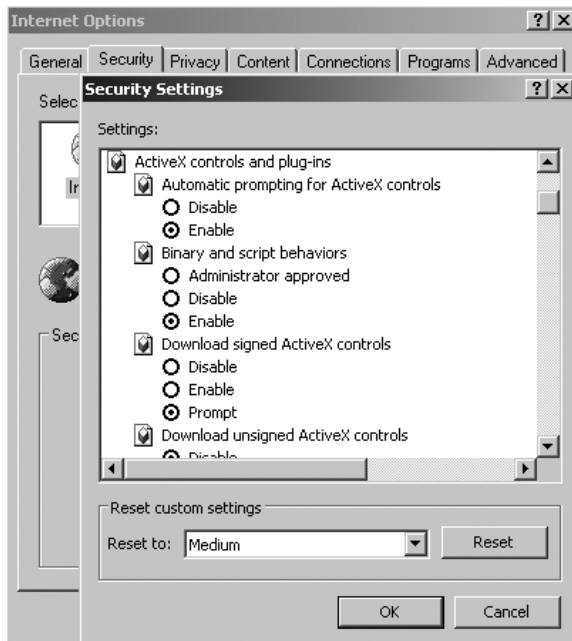 Internet Options
General Security Privacy Content Connections Programs Advanced
Security Settings
Settings:
ActiveX controls and plug-ins
Automatic prompting for ActiveX controls
Disable
Enable
Binary and script behaviors
Administrator approved
Disable
Enable
Download signed ActiveX controls
Disable
Enable
Prompt
Download unsigned ActiveX controls
Disable
Reset custom settings
Reset to: Medium Reset
OK Cancel